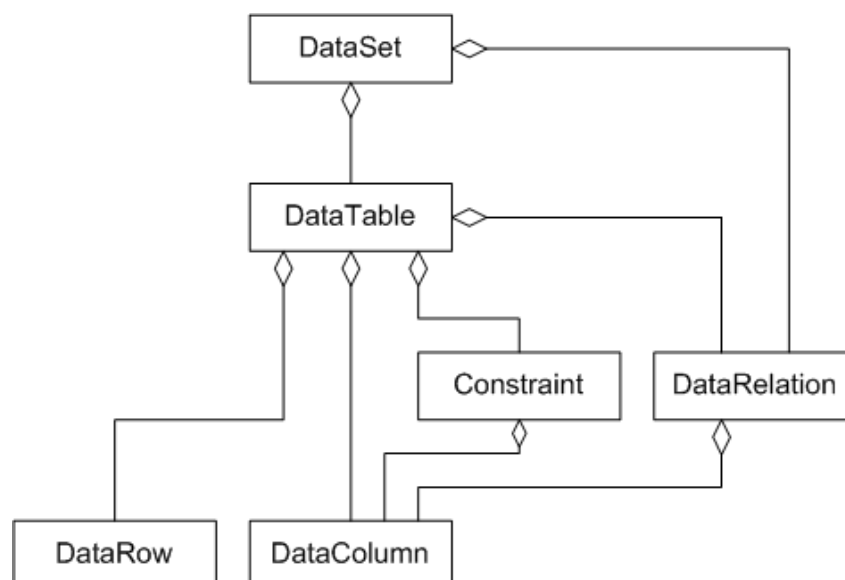 DataSet
DataTable
Constraint
DataRelation
DataRow
DataColumn